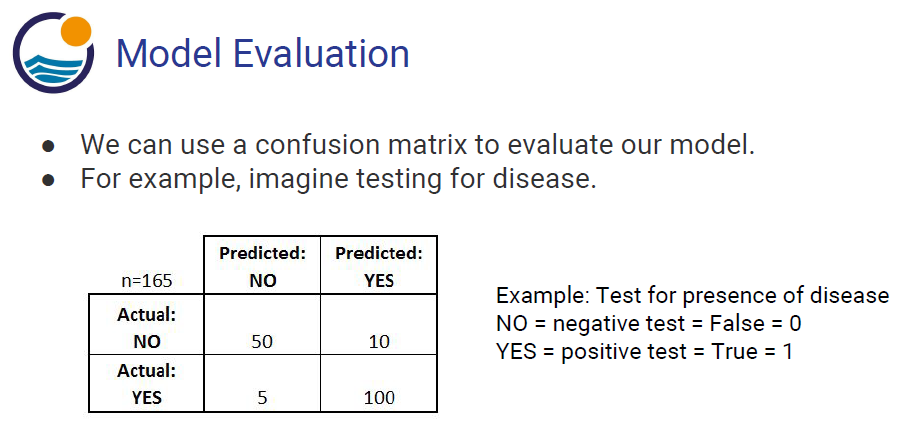 Model Evaluation
● We can use a confusion matrix to evaluate our model.
● For example, imagine testing for disease.
n=165 Predicted: NO Predicted: YES
Actual: NO 50 10
Actual: YES 5 100
Example: Test for presence of disease
NO = negative test = False = 0
YES = positive test = True = 1